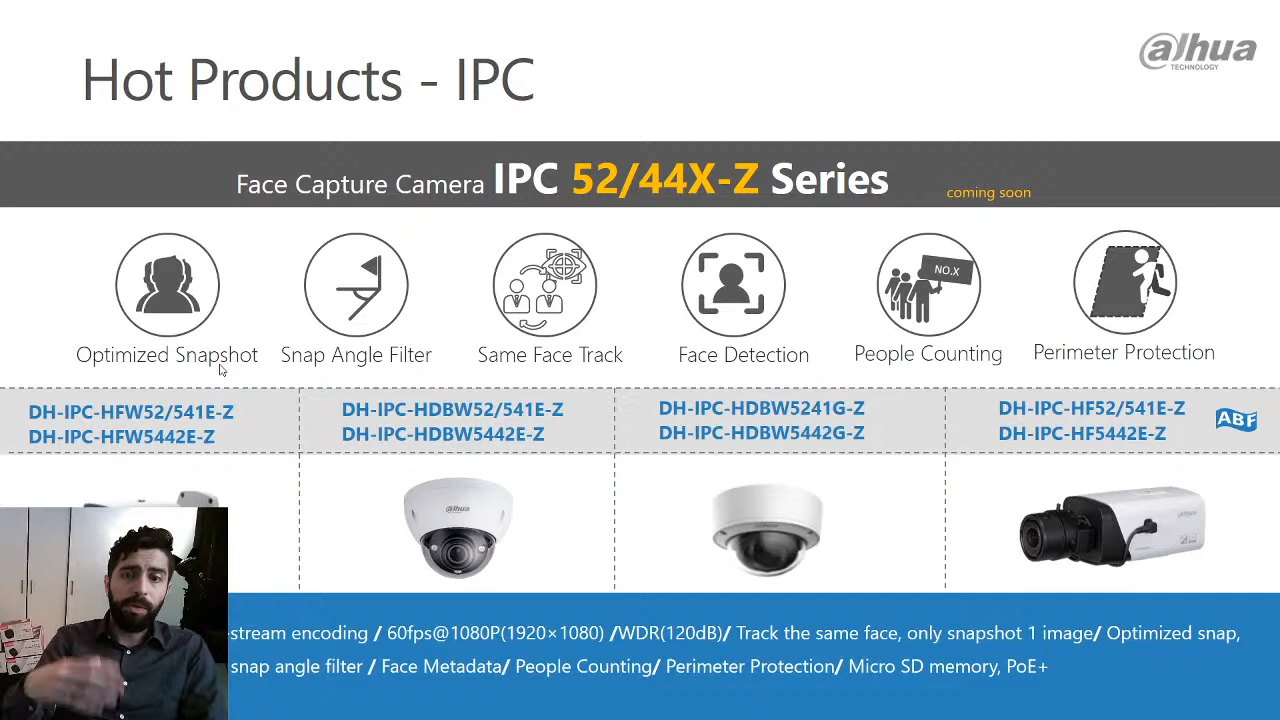 Hot Products - IPC
alhua
TECHNOLOGY
Face Capture Camera IPC 52/44X-Z Series
coming soon
NO.X
Optimized Snapshot
Snap Angle Filter
Same Face Track
Face Detection
People Counting
Perimeter Protection
DH-IPC-HFW52/541E-Z
DH-IPC-HFW5442E-Z
DH-IPC-HDBW52/541E-Z
DH-IPC-HDBW5442E-Z
DH-IPC-HDBW5241G-Z
DH-IPC-HDBW5442G-Z
DH-IPC-HF52/541E-Z
DH-IPC-HF5442E-Z
ABF
alhua
alhua
-stream encoding / 60fps@1080P(1920×1080) /WDR(120dB)/ Track the same face, only snapshot 1 image/ Optimized snap,
snap angle filter / Face Metadata/ People Counting/ Perimeter Protection/ Micro SD memory, PoE+